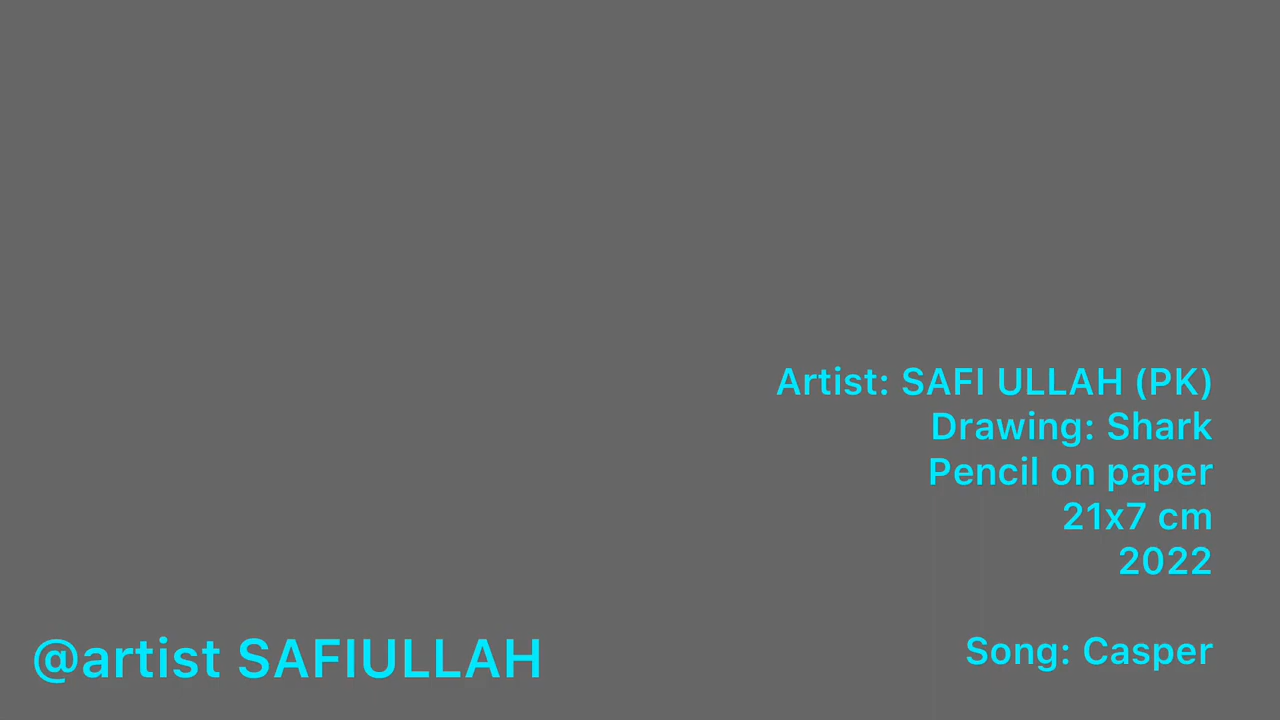 Artist: SAFI ULLAH (PK)
Drawing: Shark
Pencil on paper
21x7 cm
2022
Song: Casper
@artist SAFIULLAH